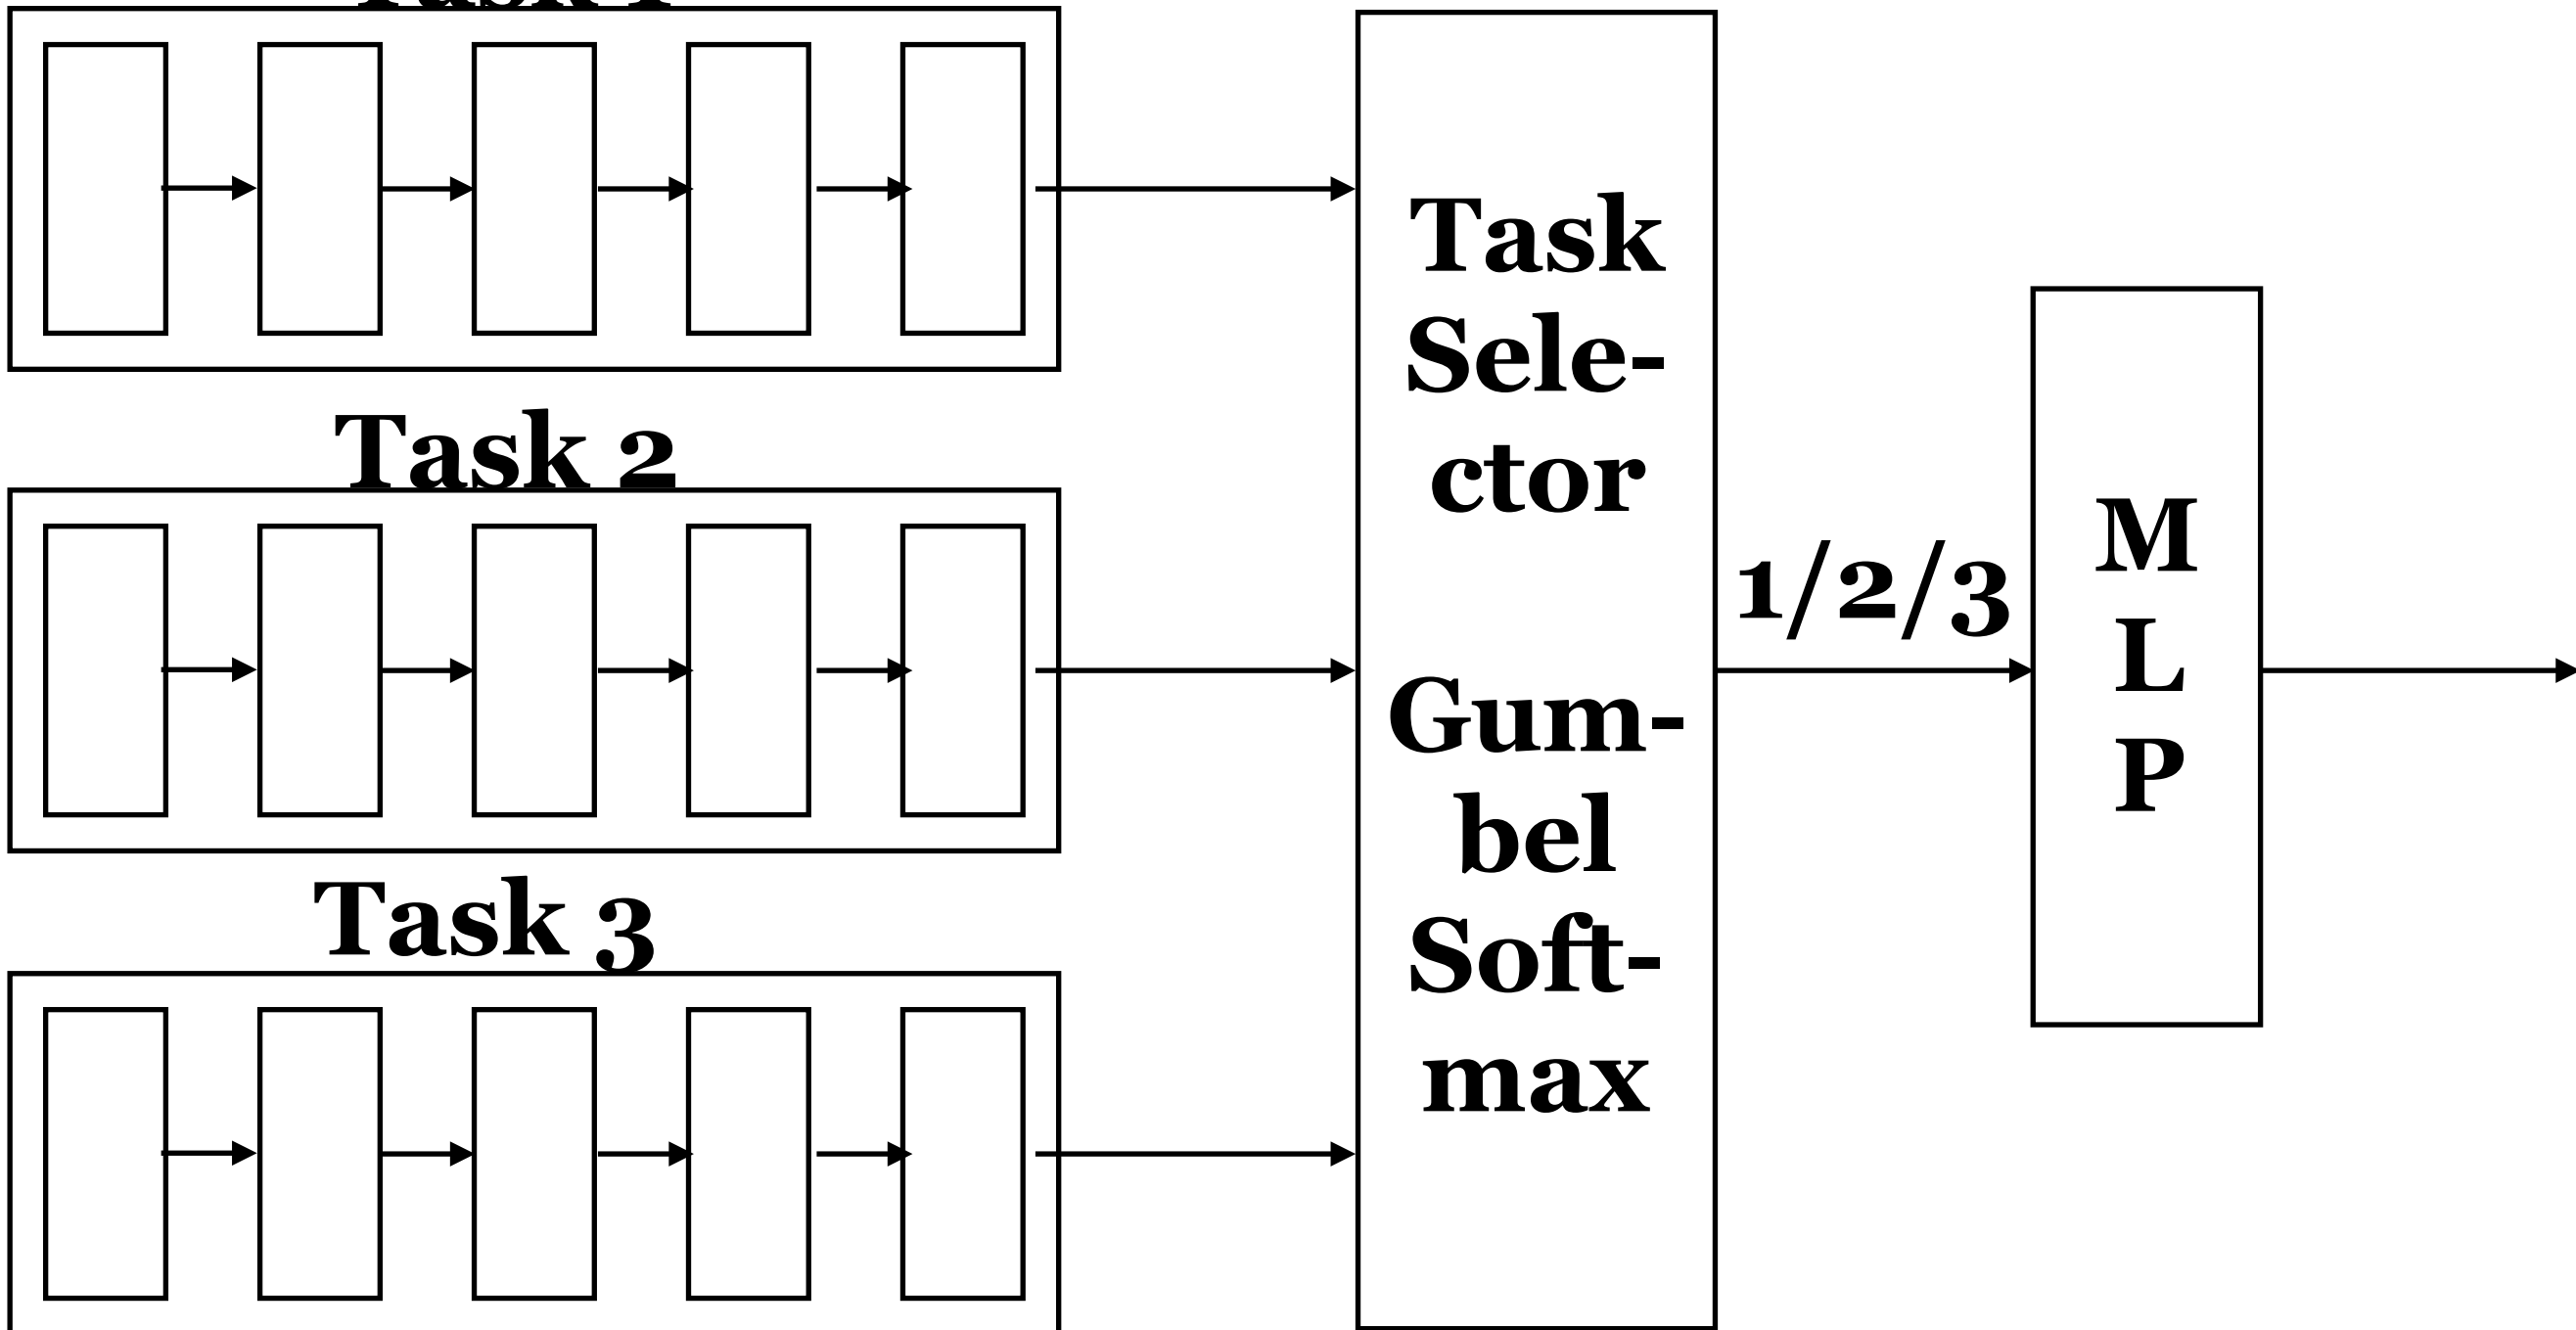 Task 2
Task 3
Task
Sele-
ctor
Gum-
bel
Soft-
max
1/2/3
M
L
P